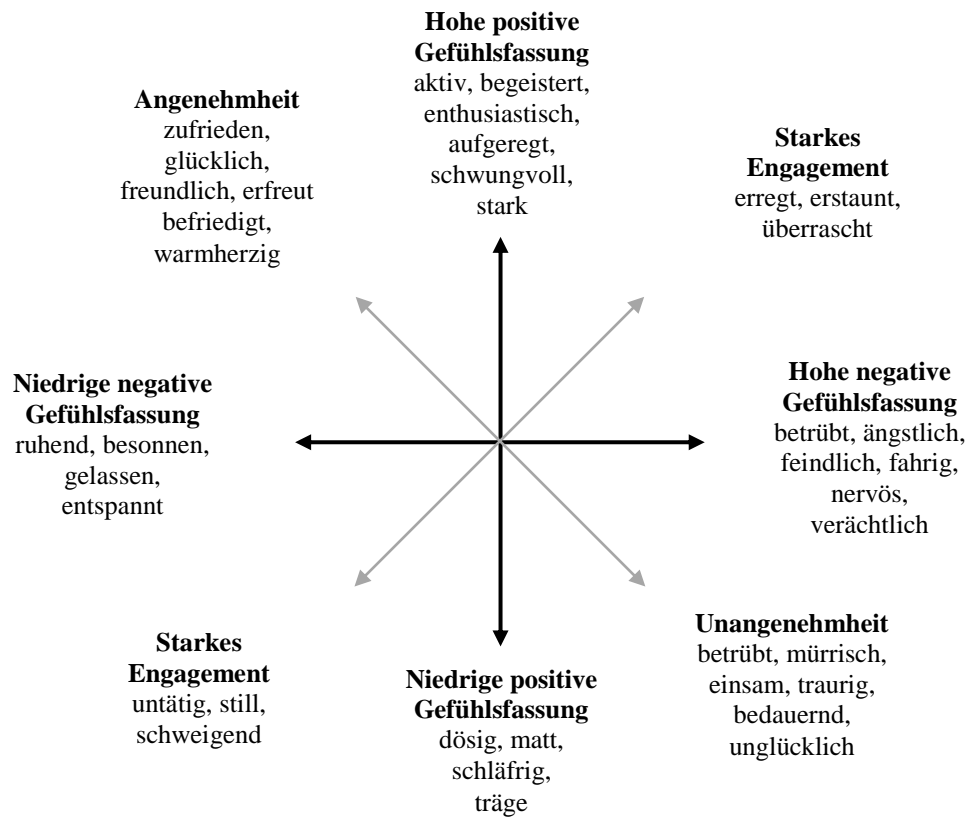 Hohe positive
Gefühlsfassung
aktiv, begeistert,
enthusiastisch,
aufgeregt,
schwungvoll,
stark
Angenehmheit
zufrieden,
glücklich,
freundlich, erfreut
befriedigt,
warmherzig
Starkes
Engagement
erregt, erstaunt,
überrascht
Niedrige negative
Gefühlsfassung
ruhend, besonnen,
gelassen,
entspannt
Hohe negative
Gefühlsfassung
betrübt, ängstlich,
feindlich, fahrig,
nervös,
verächtlich
Starkes
Engagement
untätig, still,
schweigend
Niedrige positive
Gefühlsfassung
dösig, matt,
schläfrig,
träge
Unangenehmheit
betrübt, mürrisch,
einsam, traurig,
bedauernd,
unglücklich